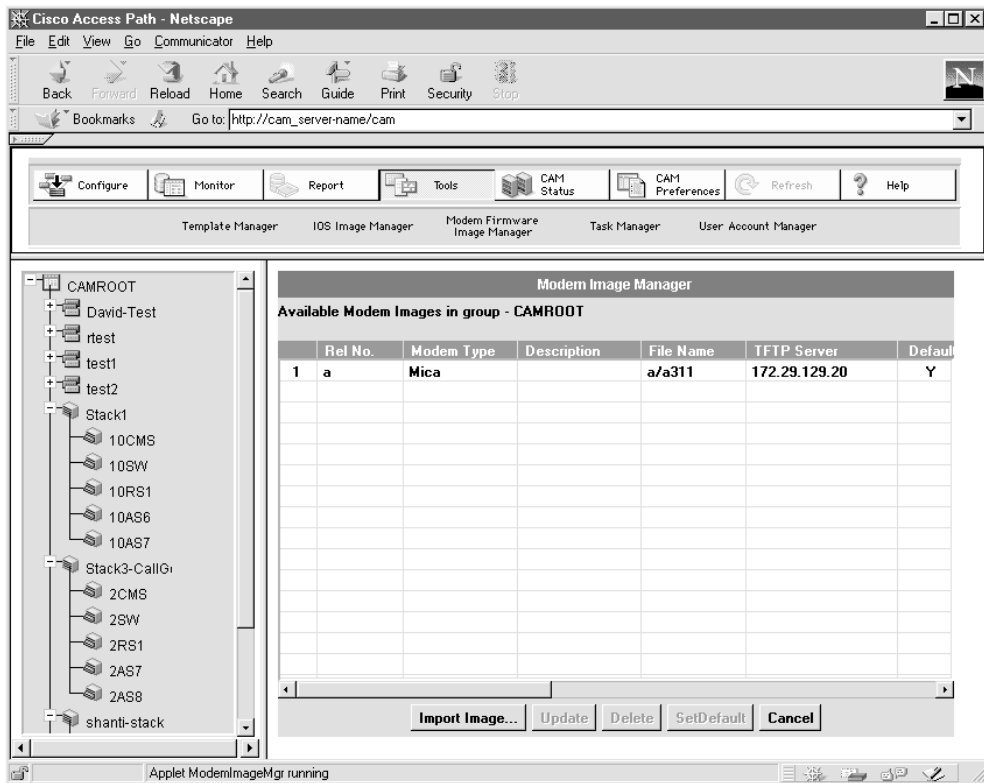 Cisco Access Path - Netscape
File Edit View Go Communicator Help
Back Forward Reload Home Search Guide Print Security Stop
N
Bookmarks Go to: http://cam_server-name/cam
Configure Monitor Report Tools CAM Status CAM Preferences Refresh Help
Template Manager IOS Image Manager Modem Firmware Image Manager Task Manager User Account Manager
CAMROOT
David-Test
rtest
test1
test2
Stack1
10CMS
10SW
10RS1
10AS6
10AS7
Stack3-CallG
2CMS
2SW
2RS1
2AS7
2AS8
shanti-stack
Modem Image Manager
Available Modem Images in group - CAMROOT
Rel No. Modem Type Description File Name TFTP Server Defaul
1 a Mica a/a311 172.29.129.20 Y
Import Image... Update Delete SetDefault Cancel
Applet ModemImageMgr running